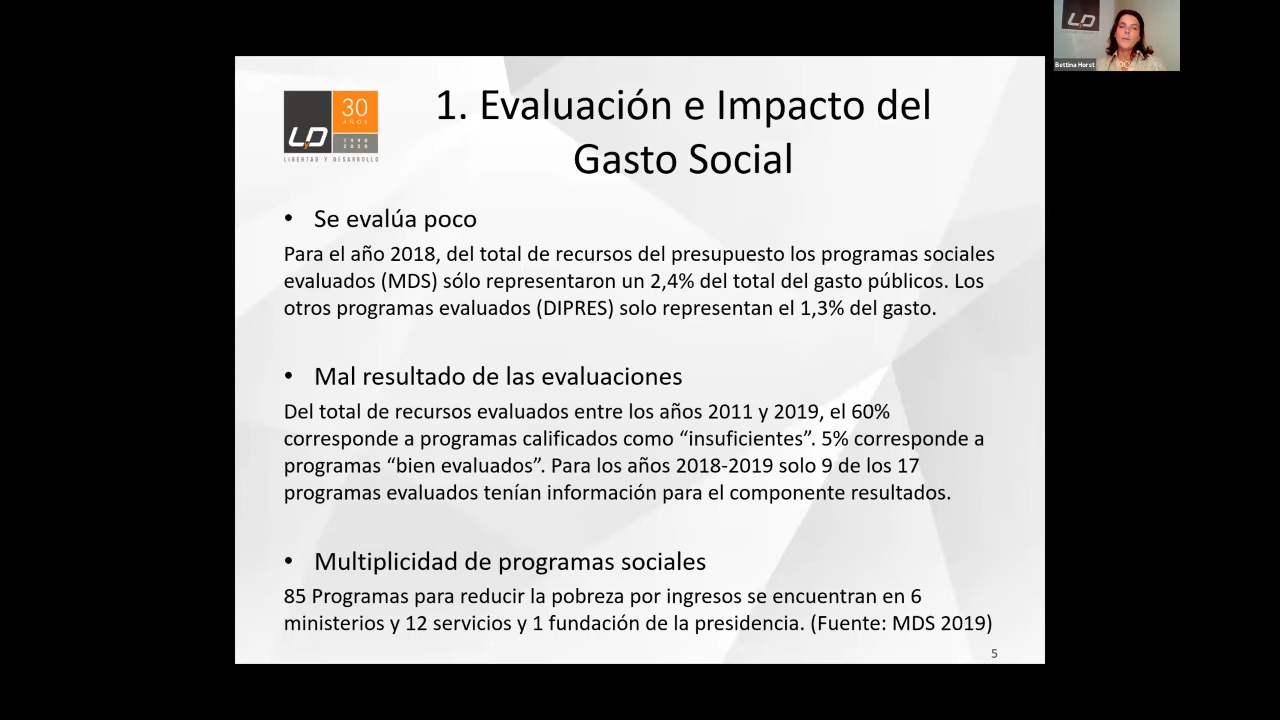 LyD
Bettina Horst
30
AÑOS
LyD
1990
2020
LIBERTAD Y DESARROLLO
1. Evaluación e Impacto del
Gasto Social
• Se evalúa poco
Para el año 2018, del total de recursos del presupuesto los programas sociales
evaluados (MDS) sólo representaron un 2,4% del total del gasto públicos. Los
otros programas evaluados (DIPRES) solo representan el 1,3% del gasto.
• Mal resultado de las evaluaciones
Del total de recursos evaluados entre los años 2011 y 2019, el 60%
corresponde a programas calificados como “insuficientes”. 5% corresponde a
programas “bien evaluados”. Para los años 2018-2019 solo 9 de los 17
programas evaluados tenían información para el componente resultados.
• Multiplicidad de programas sociales
85 Programas para reducir la pobreza por ingresos se encuentran en 6
ministerios y 12 servicios y 1 fundación de la presidencia. (Fuente: MDS 2019)
5